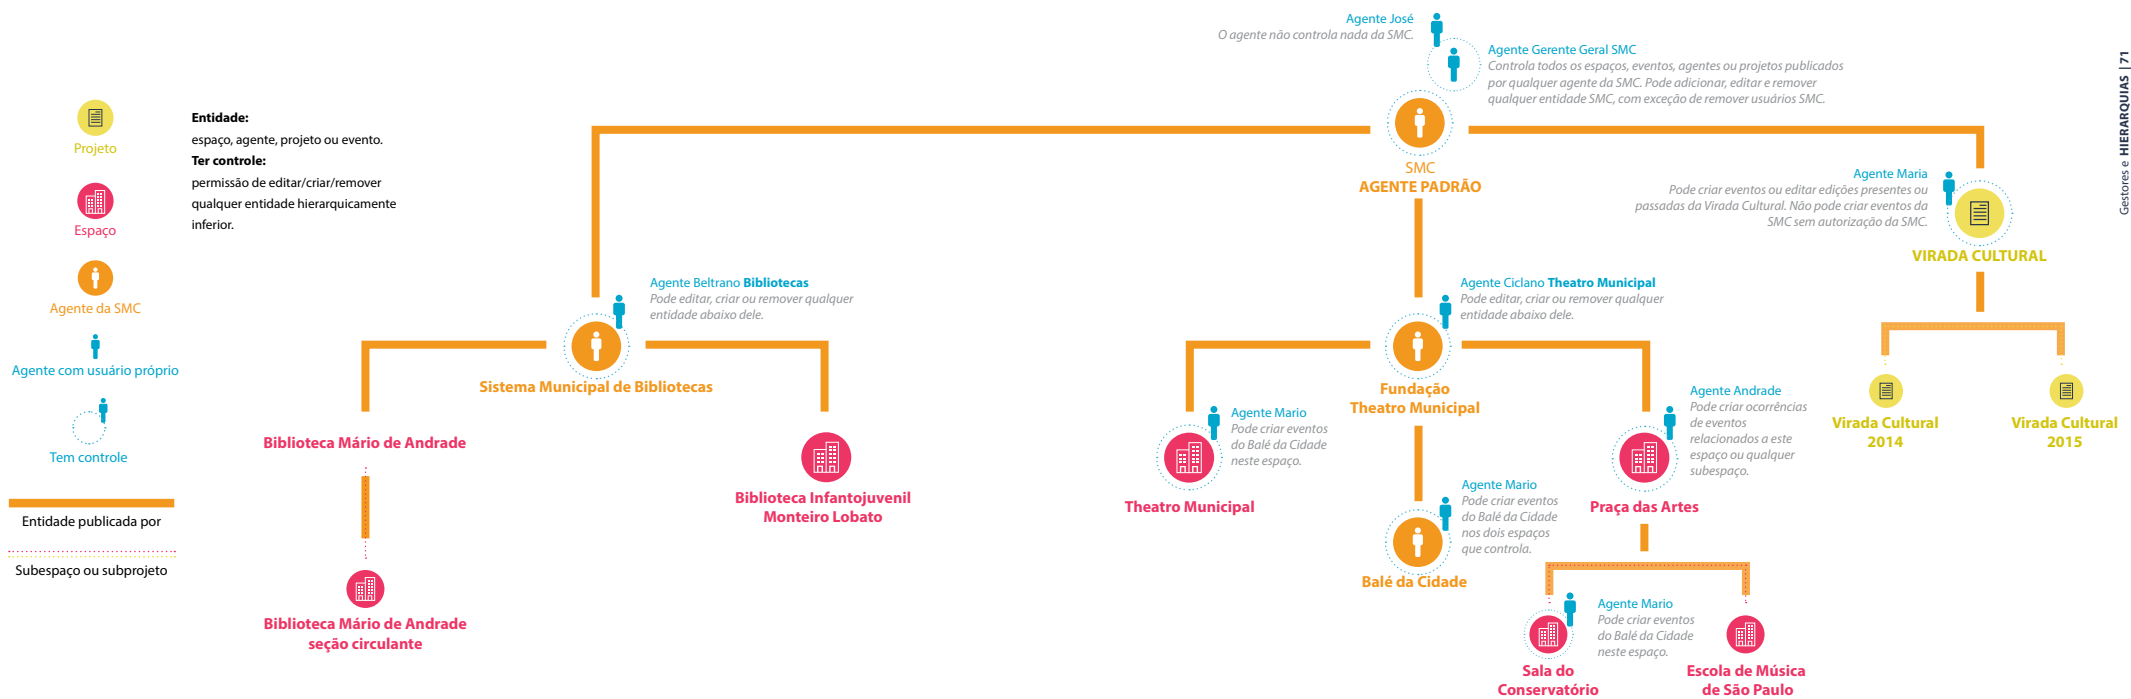 Agente José
O agente não controla nada da SMC.
Agente Gerente Geral SMC
Controla todos os espaços, eventos, agentes ou projetos publicados
por qualquer agente da SMC. Pode adicionar, editar e remover
qualquer entidade SMC, com exceção de remover usuários SMC.
Gestores e HIERARQUIAS | 71
Projeto
Espaço
Agente da SMC
Agente com usuário próprio
Tem controle
Entidade publicada por
Subespaço ou subprojeto
Entidade:
espaço, agente, projeto ou evento.
Ter controle:
permissão de editar/criar/remover
qualquer entidade hierarquicamente
inferior.
SMC
AGENTE PADRÃO
Agente Maria
Pode criar eventos ou editar edições presentes ou
passadas da Virada Cultural. Não pode criar eventos da
SMC sem autorização da SMC.
VIRADA CULTURAL
Agente Beltrano Bibliotecas
Pode editar, criar ou remover qualquer
entidade abaixo dele.
Sistema Municipal de Bibliotecas
Agente Ciclano Theatro Municipal
Pode editar, criar ou remover qualquer
entidade abaixo dele.
Fundação
Theatro Municipal
Biblioteca Mário de Andrade
Biblioteca Infantojuvenil
Monteiro Lobato
Biblioteca Mário de Andrade
seção circulante
Agente Mario
Pode criar eventos
do Balé da Cidade
neste espaço.
Theatro Municipal
Agente Mario
Pode criar eventos
do Balé da Cidade
nos dois espaços
que controla.
Balé da Cidade
Agente Andrade
Pode criar ocorrências
de eventos
relacionados a este
espaço ou qualquer
subespaço.
Praça das Artes
Agente Mario
Pode criar eventos
do Balé da Cidade
neste espaço.
Sala do
Conservatório
Escola de Música
de São Paulo
Virada Cultural
2014
Virada Cultural
2015